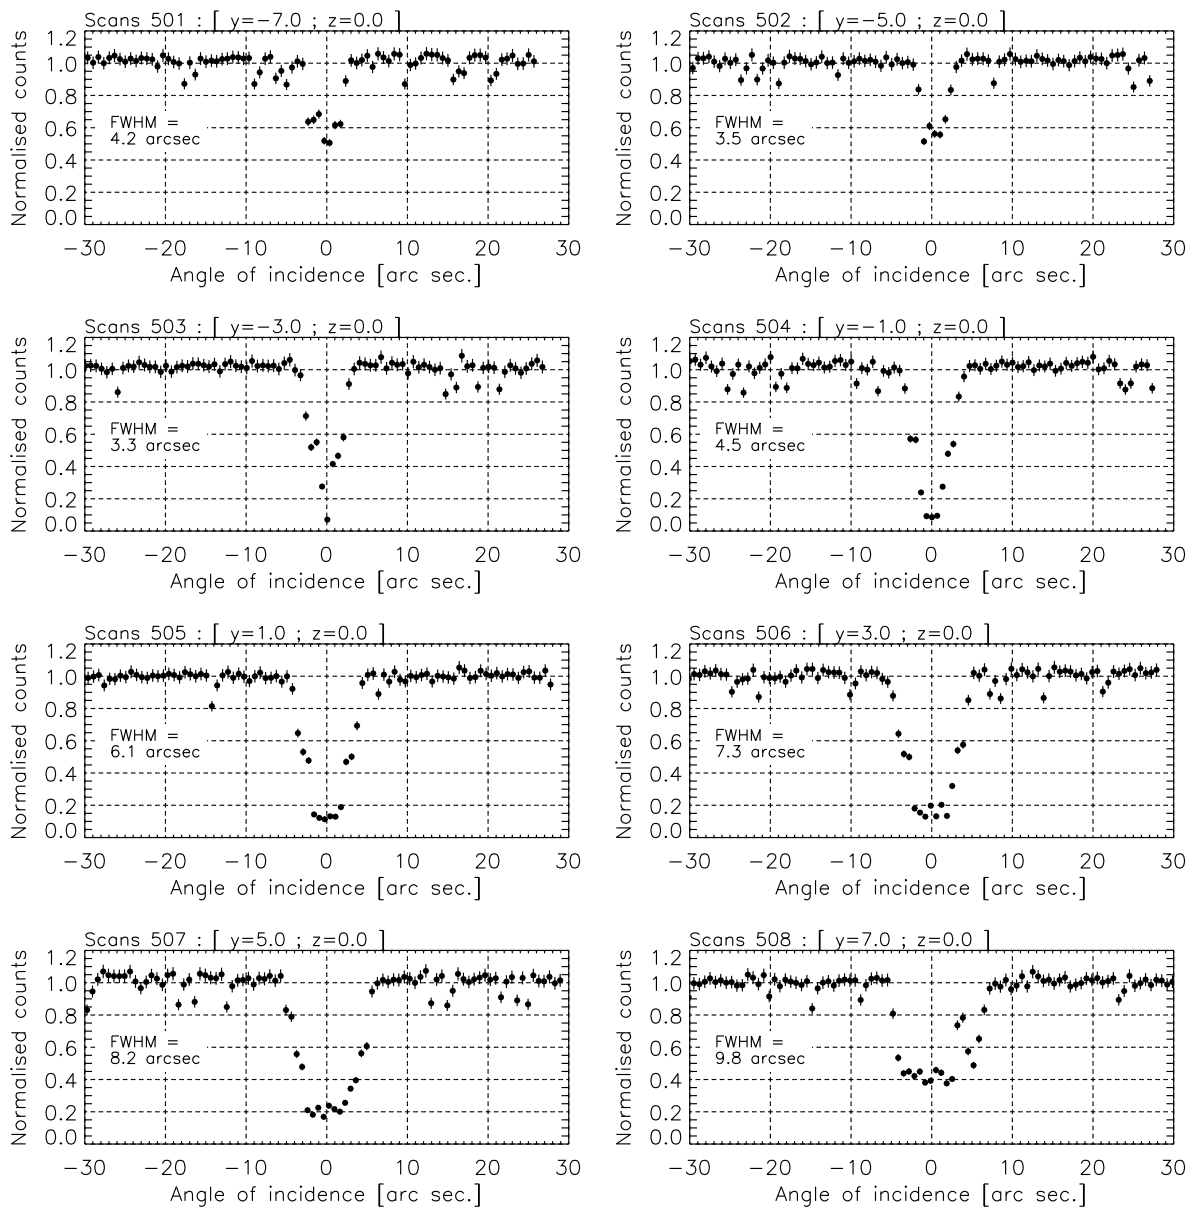 Scans 501 : [ y=−7.0 ; z=0.0 ]
Normalised counts
1.2
1.0
0.8
0.6
0.4
0.2
0.0
FWHM =
4.2 arcsec
−30 −20 −10 0 10 20 30
Angle of incidence [arc sec.]
Scans 502 : [ y=−5.0 ; z=0.0 ]
Normalised counts
1.2
1.0
0.8
0.6
0.4
0.2
0.0
FWHM =
3.5 arcsec
−30 −20 −10 0 10 20 30
Angle of incidence [arc sec.]
Scans 503 : [ y=−3.0 ; z=0.0 ]
Normalised counts
1.2
1.0
0.8
0.6
0.4
0.2
0.0
FWHM =
3.3 arcsec
−30 −20 −10 0 10 20 30
Angle of incidence [arc sec.]
Scans 504 : [ y=−1.0 ; z=0.0 ]
Normalised counts
1.2
1.0
0.8
0.6
0.4
0.2
0.0
FWHM =
4.5 arcsec
−30 −20 −10 0 10 20 30
Angle of incidence [arc sec.]
Scans 505 : [ y=1.0 ; z=0.0 ]
Normalised counts
1.2
1.0
0.8
0.6
0.4
0.2
0.0
FWHM =
6.1 arcsec
−30 −20 −10 0 10 20 30
Angle of incidence [arc sec.]
Scans 506 : [ y=3.0 ; z=0.0 ]
Normalised counts
1.2
1.0
0.8
0.6
0.4
0.2
0.0
FWHM =
7.3 arcsec
−30 −20 −10 0 10 20 30
Angle of incidence [arc sec.]
Scans 507 : [ y=5.0 ; z=0.0 ]
Normalised counts
1.2
1.0
0.8
0.6
0.4
0.2
0.0
FWHM =
8.2 arcsec
−30 −20 −10 0 10 20 30
Angle of incidence [arc sec.]
Scans 508 : [ y=7.0 ; z=0.0 ]
Normalised counts
1.2
1.0
0.8
0.6
0.4
0.2
0.0
FWHM =
9.8 arcsec
−30 −20 −10 0 10 20 30
Angle of incidence [arc sec.]